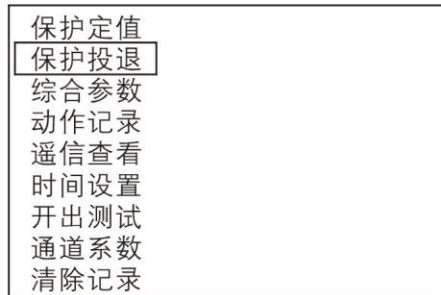 保护定值
保护投退
综合参数
动作记录
遥信查看
时间设置
开出测试
通道系数
清除记录